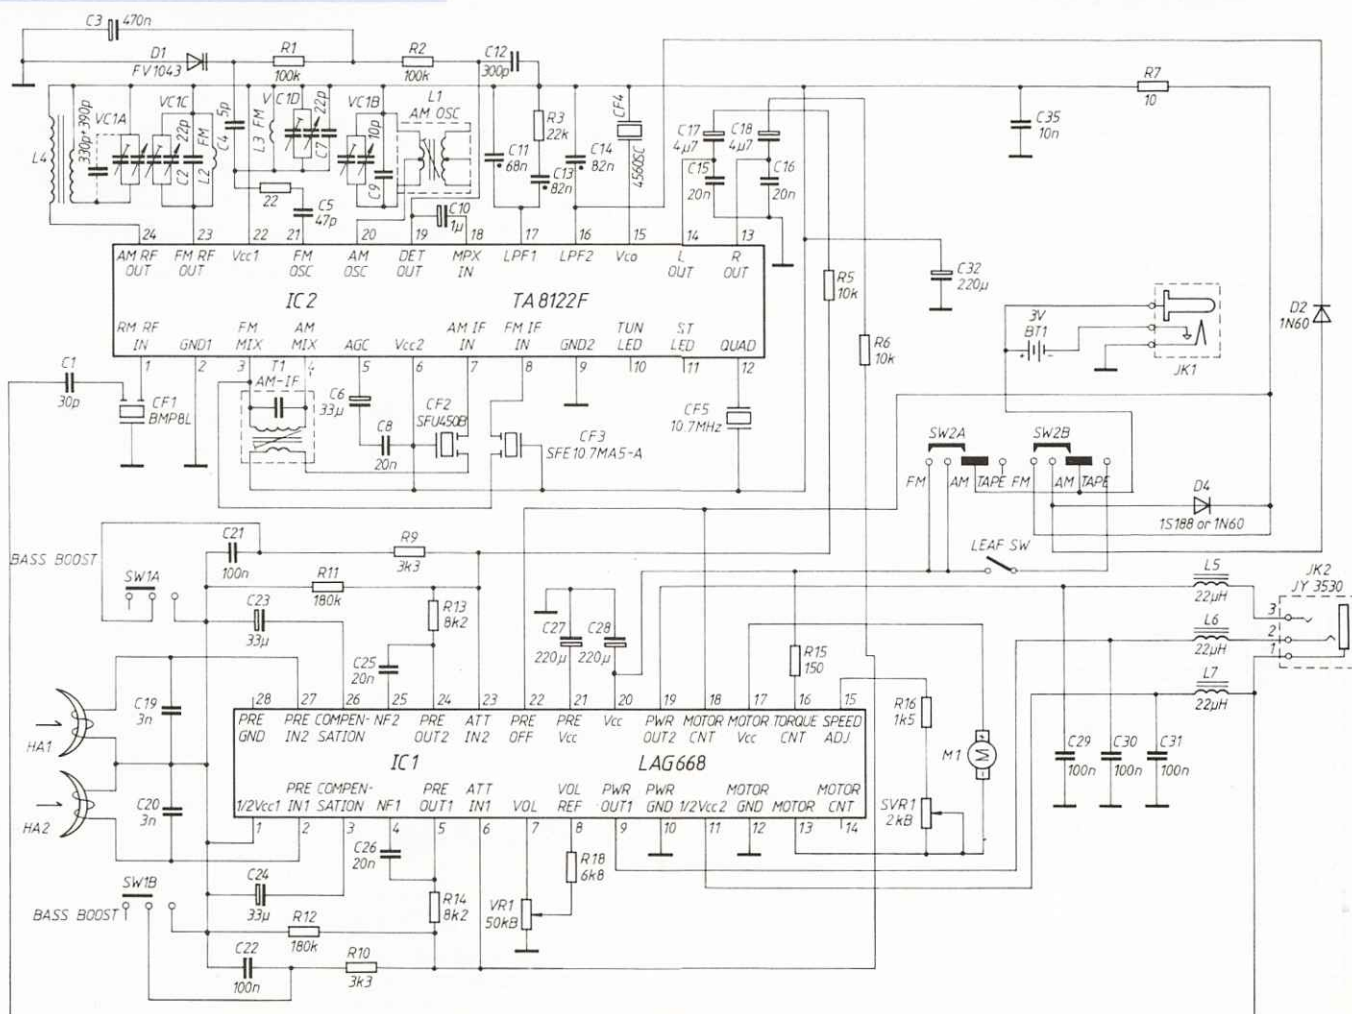 C3 470n
D1
FV1043
R1
100k
R2
100k
C12
300p
R7
10
L4
330p*390p
VC1A
VC1C
22p
C2
FM
L2
C4 5p
L3 FM
V C1D
22p
C7
VC1B
10p
C9
L1
AM OSC
C11
68n
R3
22k
C13
82n
C14
82n
CF4
456OSC
C17
4µ7
C18
4µ7
C15
20n
C16
20n
C35
10n
22
C5
47p
C10
1µ
24 23 22 21 20 19 18 17 16 15 14 13
AM RF OUT
FM RF OUT
Vcc1
FM OSC
AM OSC
DET OUT
MPX IN
LPF1
LPF2
Vco
L OUT
R OUT
IC2 TA8122F
RM RF IN
GND1
FM MIX
AM MIX
AGC
Vcc2
AM IF IN
FM IF IN
GND2
TUN LED
ST LED
QUAD
1 2 3 4 5 6 7 8 9 10 11 12
T1
AM-IF
C1
30p
CF1
BMP8L
C6
33µ
C8
20n
CF2
SFU450B
CF3
SFE10.7MA5-A
CF5
10.7MHz
R5
10k
R6
10k
C32
220µ
3V
BT1
JK1
D2
1N60
SW2A
FM AM TAPE
SW2B
FM AM TAPE
D4
1S188 or 1N60
LEAF SW
BASS BOOST
SW1A
C21
100n
R9
3k3
R11
180k
C23
33µ
R13
8k2
C25
20n
C27
220µ
C28
220µ
R15
150
L5
22µH
L6
22µH
L7
22µH
JK2
JY 3530
3
2
1
HA1
C19
3n
HA2
C20
3n
28 27 26 25 24 23 22 21 20 19 18 17 16 15
PRE GND
PRE IN2
COMPEN-SATION
NF2
PRE OUT2
ATT IN2
PRE OFF
PRE Vcc
Vcc
PWR OUT2
MOTOR CNT
MOTOR Vcc
TORQUE CNT
SPEED ADJ
IC1 LAG668
1/2Vcc1
PRE IN1
COMPEN-SATION
NF1
PRE OUT1
ATT IN1
VOL
VOL REF
PWR OUT1
PWR GND
1/2Vcc2
MOTOR GND
MOTOR
MOTOR CNT
1 2 3 4 5 6 7 8 9 10 11 12 13 14
R16
1k5
SVR1
2kB
M1
M
C29
100n
C30
100n
C31
100n
C26
20n
C24
33µ
R14
8k2
R18
6k8
VR1
50kB
SW1B
BASS BOOST
R12
180k
C22
100n
R10
3k3